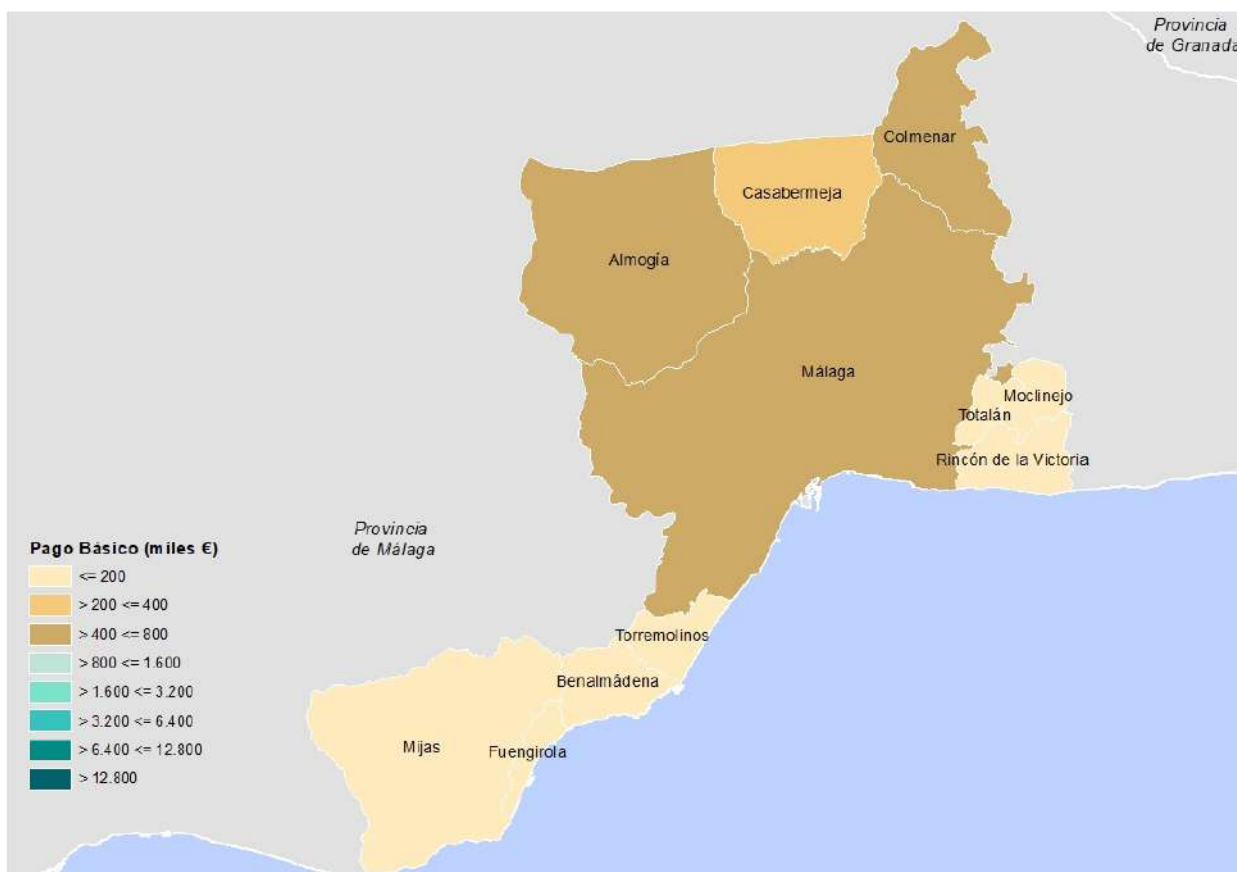 Provincia
de Granada
Colmenar
Casabermeja
Almogía
Málaga
Moclinejo
Totalán
Rincón de la Victoria
Provincia
de Málaga
Pago Básico (miles €)
<= 200
> 200 <= 400
> 400 <= 800
> 800 <= 1.600
> 1.600 <= 3.200
> 3.200 <= 6.400
> 6.400 <= 12.800
> 12.800
Torremolinos
Benalmádena
Mijas
Fuengirola